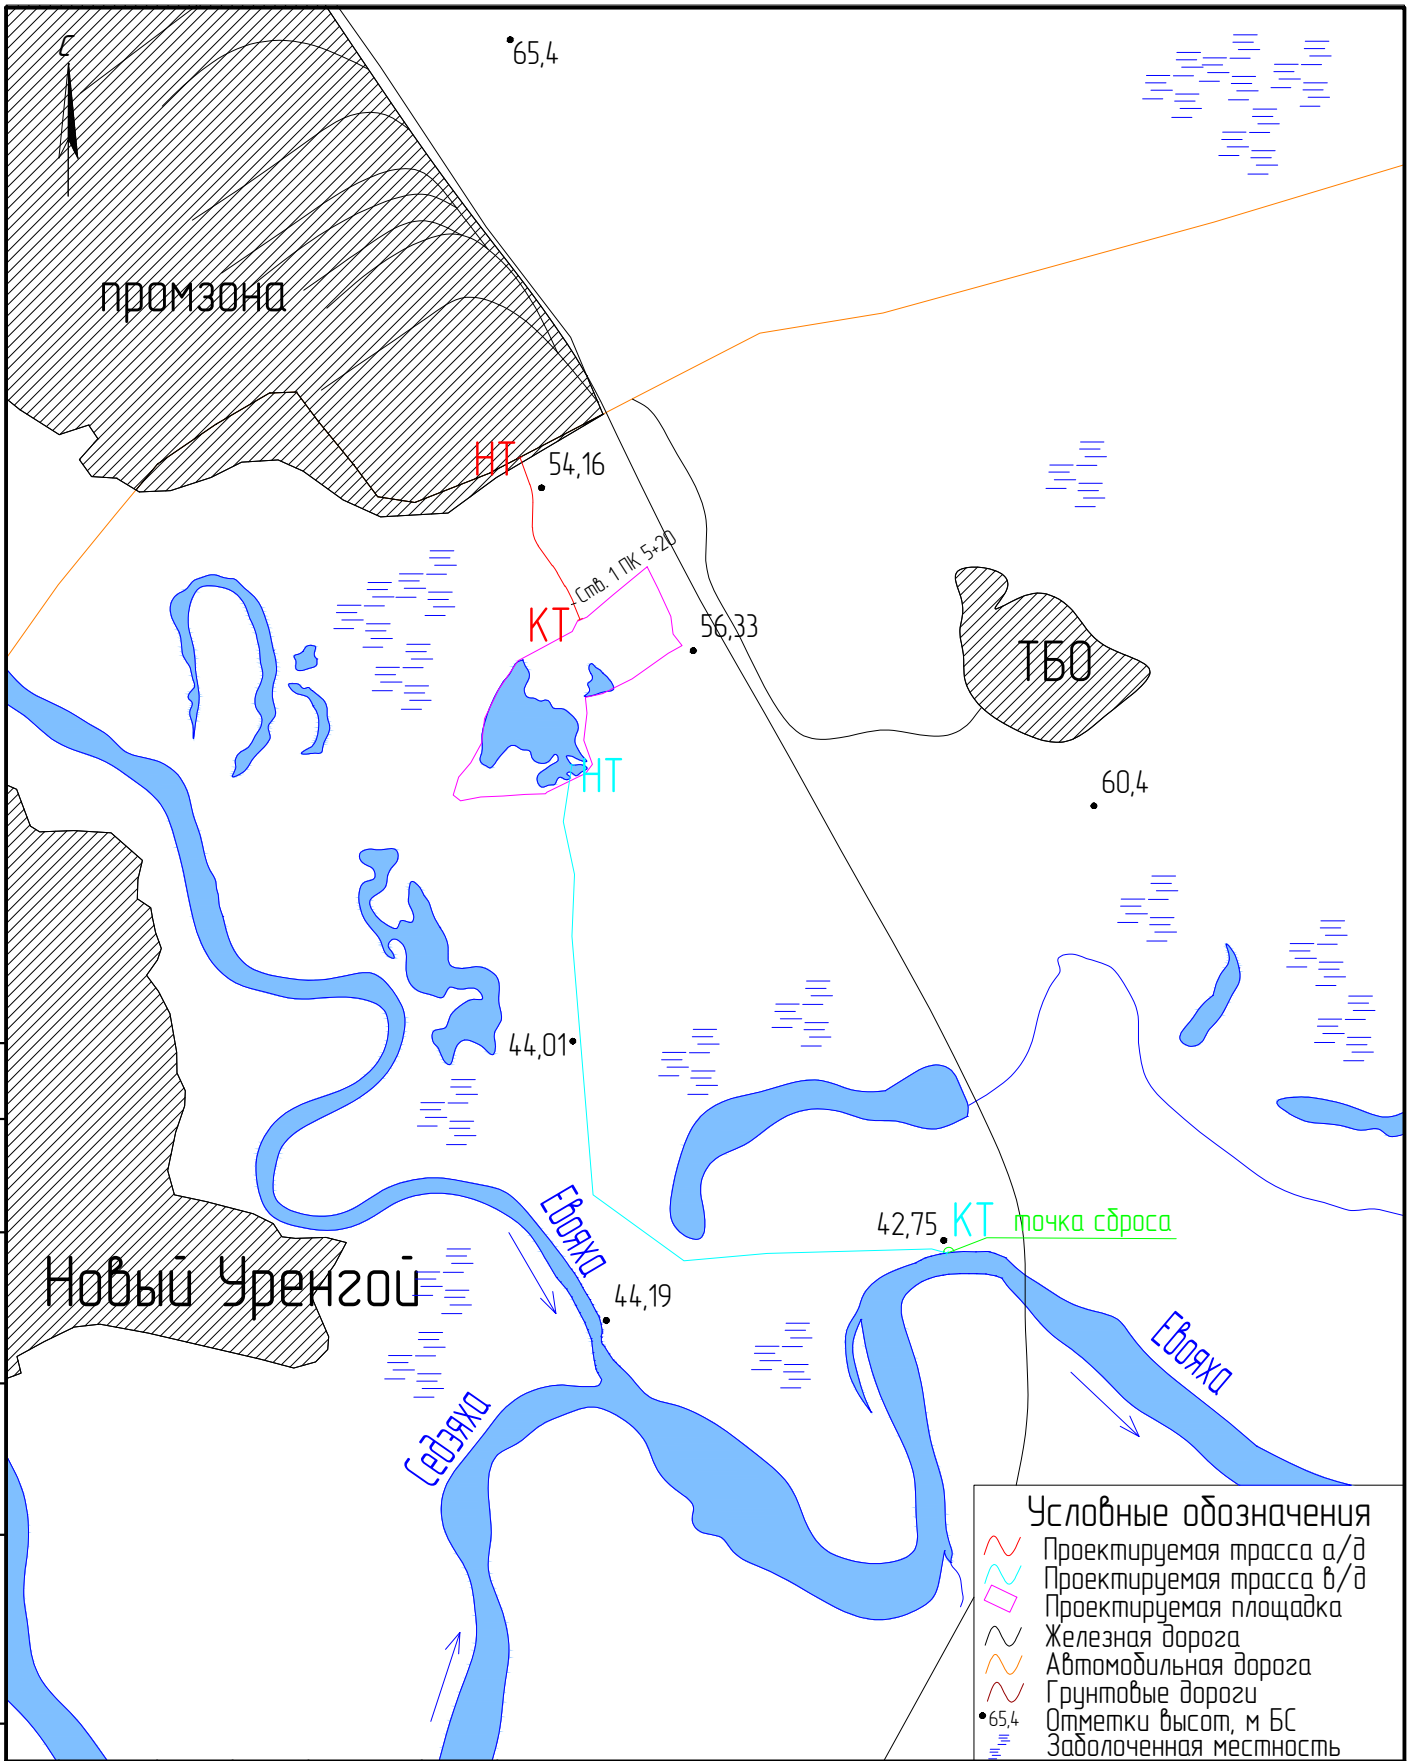 С
65,4
промзона
НТ
54,16
Ств. 1 ПК 5+20
КТ
56,33
ТБО
НТ
60,4
44,01
Евояха
42,75
КТ
точка сброса
Новый Уренгой
44,19
Евояха
Седэяха
Условные обозначения
Проектируемая трасса а/д
Проектируемая трасса в/д
Проектируемая площадка
Железная дорога
Автомобильная дорога
Грунтовые дороги
65,4 Отметки высот, м БС
Заболоченная местность